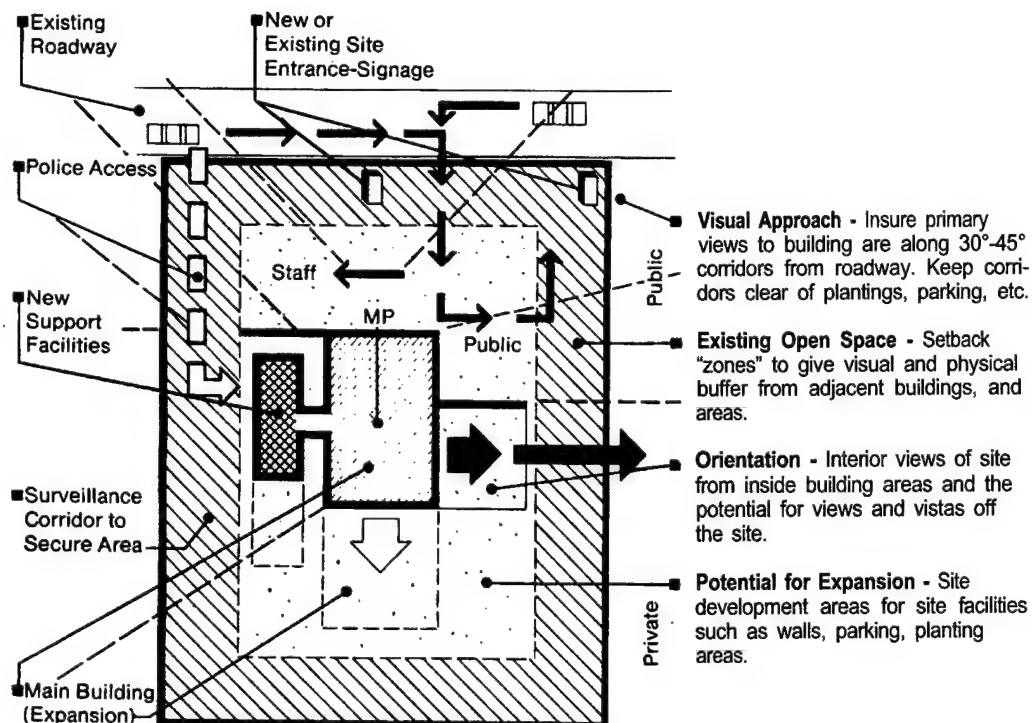 Existing
Roadway
New or
Existing Site
Entrance-Signage
Police Access
Staff
MP
Public
New
Support
Facilities
Surveillance
Corridor to
Secure Area
Main Building
(Expansion)
Public
Private
Visual Approach - Insure primary
views to building are along 30°-45°
corridors from roadway. Keep corri-
dors clear of plantings, parking, etc.
Existing Open Space - Setback
"zones" to give visual and physical
buffer from adjacent buildings, and
areas.
Orientation - Interior views of site
from inside building areas and the
potential for views and vistas off
the site.
Potential for Expansion - Site
development areas for site facilities
such as walls, parking, planting
areas.